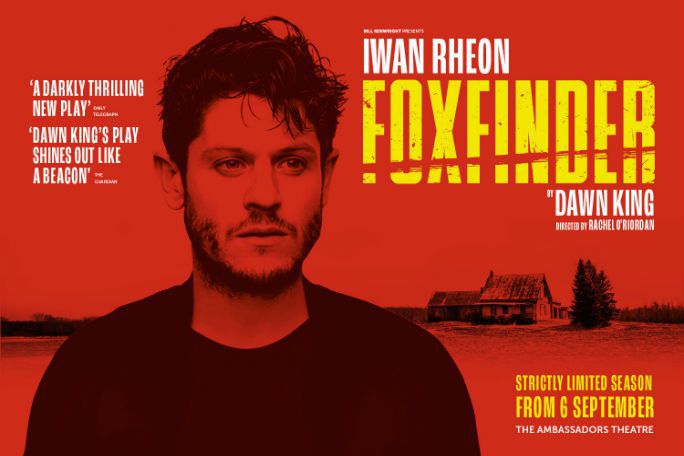 'A DARKLY THRILLING
NEW PLAY' DAILY TELEGRAPH
'DAWN KING'S PLAY
SHINES OUT LIKE
A BEACON' THE GUARDIAN
BILL KENWRIGHT PRESENTS
IWAN RHEON
FOXFINDER
BY DAWN KING
DIRECTED BY RACHEL O'RIORDAN
STRICTLY LIMITED SEASON
FROM 6 SEPTEMBER
THE AMBASSADORS THEATRE